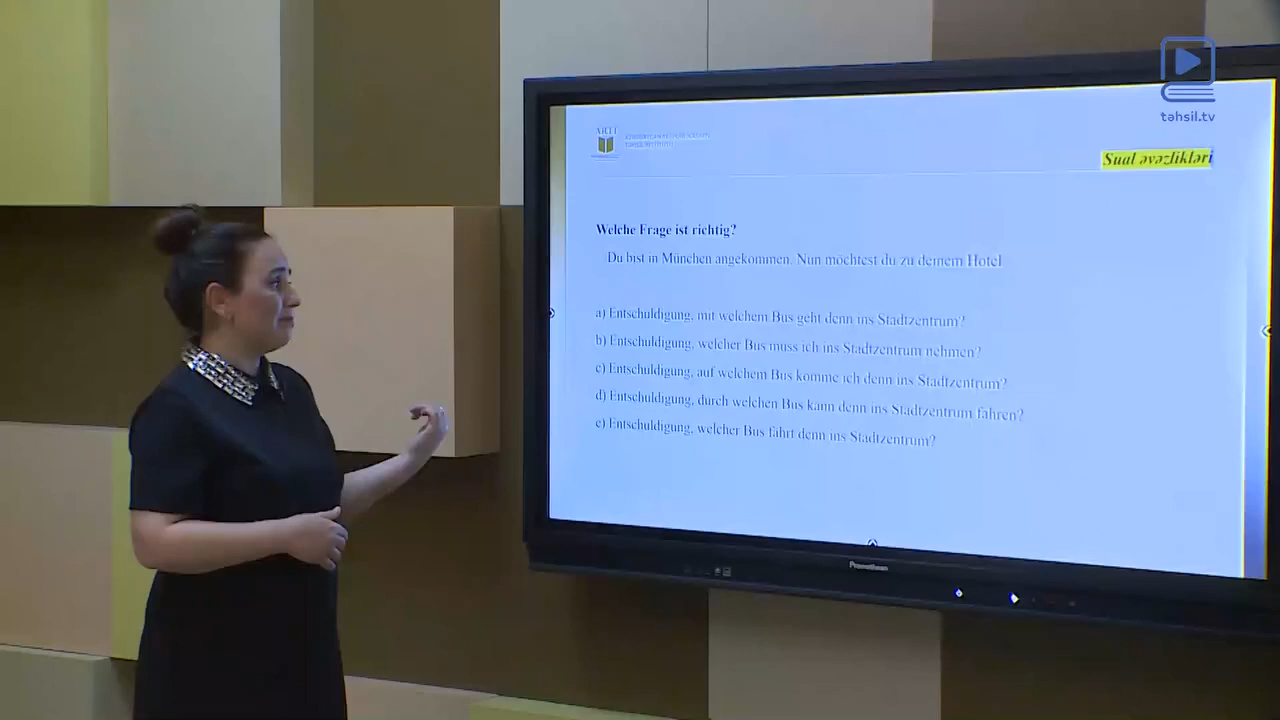 təhsil.tv
ARTI
Sual əvəzlikləri
Welche Frage ist richtig?
Du bist in München angekommen. Nun möchtest du zu deinem Hotel
a) Entschuldigung, mit welchem Bus geht denn ins Stadtzentrum?
b) Entschuldigung, welcher Bus muss ich ins Stadtzentrum nehmen?
c) Entschuldigung, auf welchem Bus komme ich denn ins Stadtzentrum?
d) Entschuldigung, durch welchen Bus kann denn ins Stadtzentrum fahren?
e) Entschuldigung, welcher Bus fährt denn ins Stadtzentrum?
Promethean